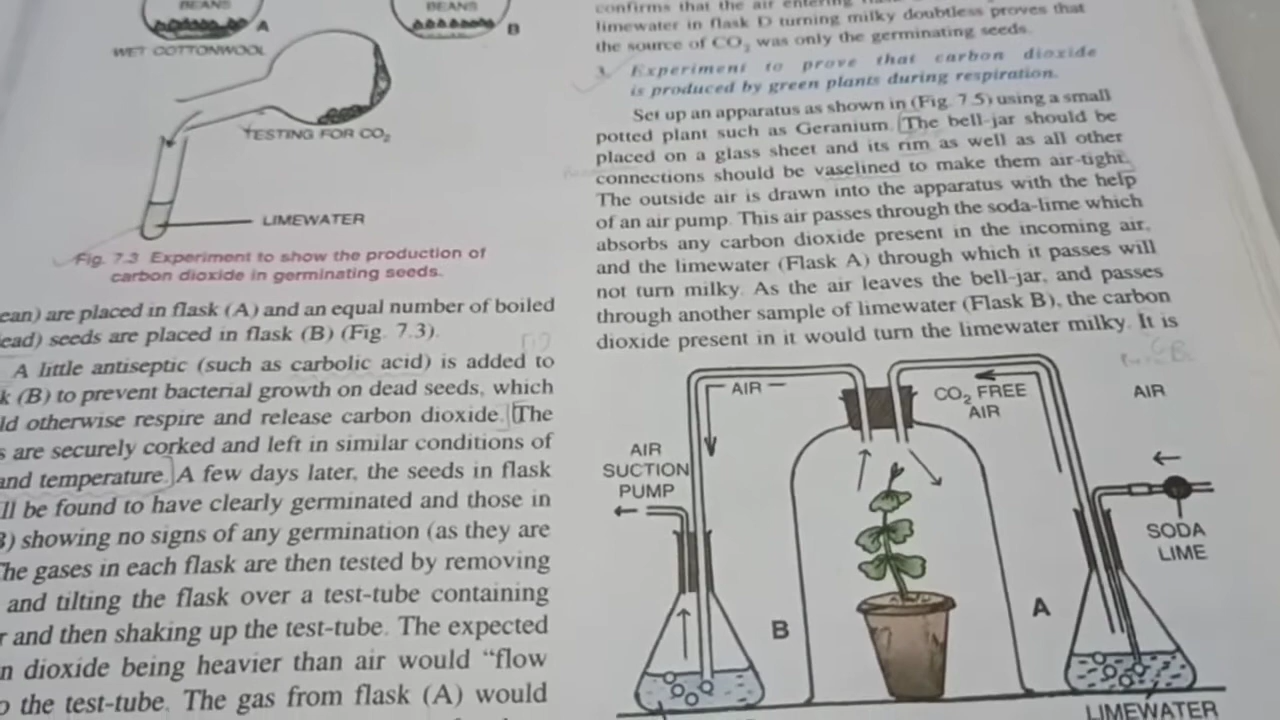 BEANS
BEANS
A
B
WET COTTONWOOL
TESTING FOR CO₂
LIMEWATER
Fig. 7.3 Experiment to show the production of
carbon dioxide in germinating seeds.
ean) are placed in flask (A) and an equal number of boiled
ead) seeds are placed in flask (B) (Fig. 7.3).
A little antiseptic (such as carbolic acid) is added to
k (B) to prevent bacterial growth on dead seeds, which
ld otherwise respire and release carbon dioxide. The
s are securely corked and left in similar conditions of
and temperature. A few days later, the seeds in flask
ll be found to have clearly germinated and those in
B) showing no signs of any germination (as they are
The gases in each flask are then tested by removing
and tilting the flask over a test-tube containing
r and then shaking up the test-tube. The expected
n dioxide being heavier than air would “flow
o the test-tube. The gas from flask (A) would
confirms that the air entering
limewater in flask D turning milky doubtless proves that
the source of CO₂ was only the germinating seeds.
3. Experiment to prove that carbon dioxide
is produced by green plants during respiration.
Set up an apparatus as shown in (Fig. 7.5) using a small
potted plant such as Geranium. The bell-jar should be
placed on a glass sheet and its rim as well as all other
connections should be vaselined to make them air-tight.
The outside air is drawn into the apparatus with the help
of an air pump. This air passes through the soda-lime which
absorbs any carbon dioxide present in the incoming air,
and the limewater (Flask A) through which it passes will
not turn milky. As the air leaves the bell-jar, and passes
through another sample of limewater (Flask B), the carbon
dioxide present in it would turn the limewater milky. It is
AIR
CO₂ FREE
AIR
AIR
AIR
SUCTION
PUMP
SODA
LIME
B
A
LIMEWATER